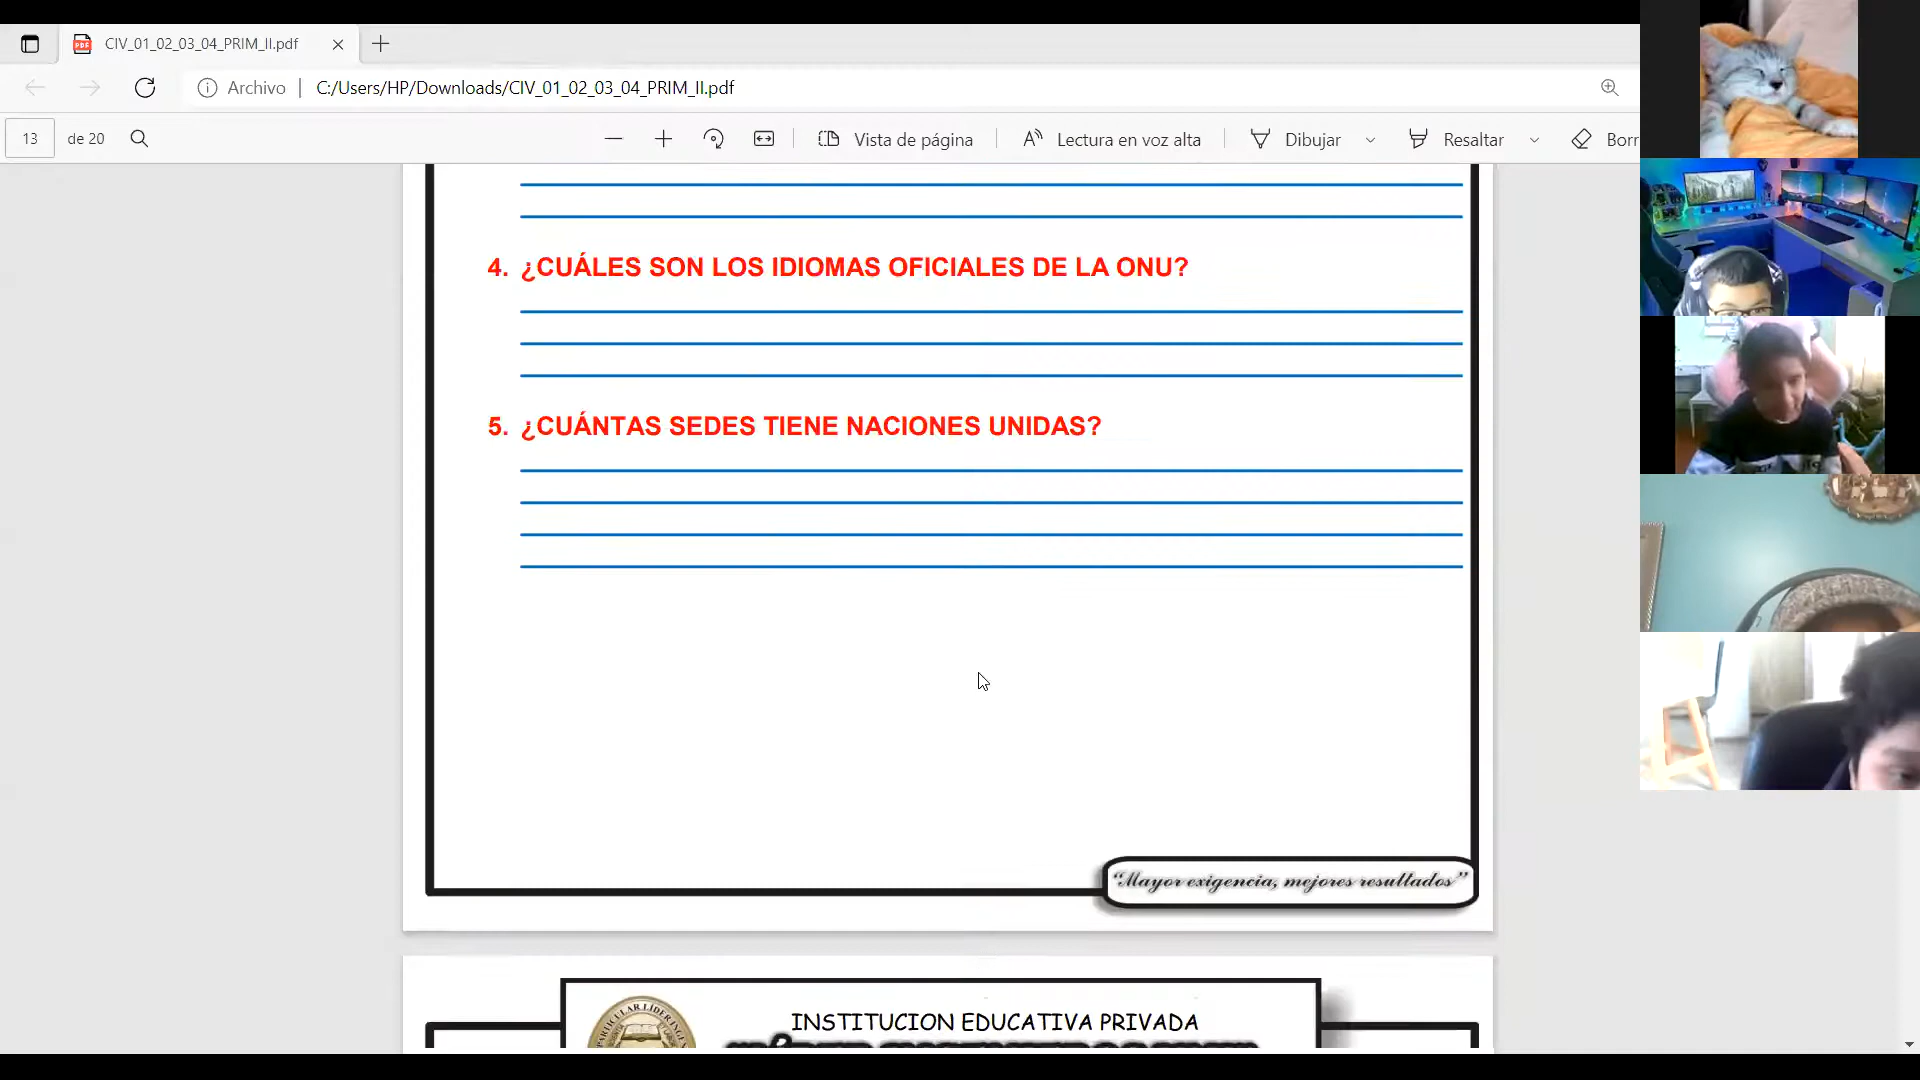 CIV_01_02_03_04_PRIM_II.pdf
Archivo | C:/Users/HP/Downloads/CIV_01_02_03_04_PRIM_II.pdf
13 de 20
Vista de página
Lectura en voz alta
Dibujar
Resaltar
Borr
4. ¿CUÁLES SON LOS IDIOMAS OFICIALES DE LA ONU?
5. ¿CUÁNTAS SEDES TIENE NACIONES UNIDAS?
"Mayor exigencia, mejores resultados"
INSTITUCION EDUCATIVA PRIVADA